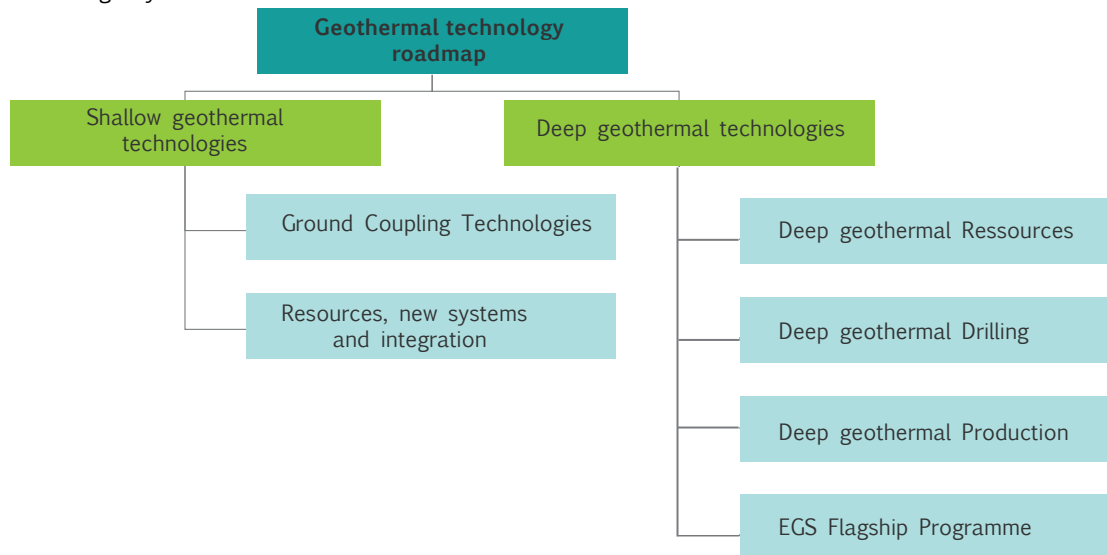 Geothermal technology
roadmap
Shallow geothermal
technologies
Deep geothermal technologies
Ground Coupling Technologies
Resources, new systems
and integration
Deep geothermal Ressources
Deep geothermal Drilling
Deep geothermal Production
EGS Flagship Programme